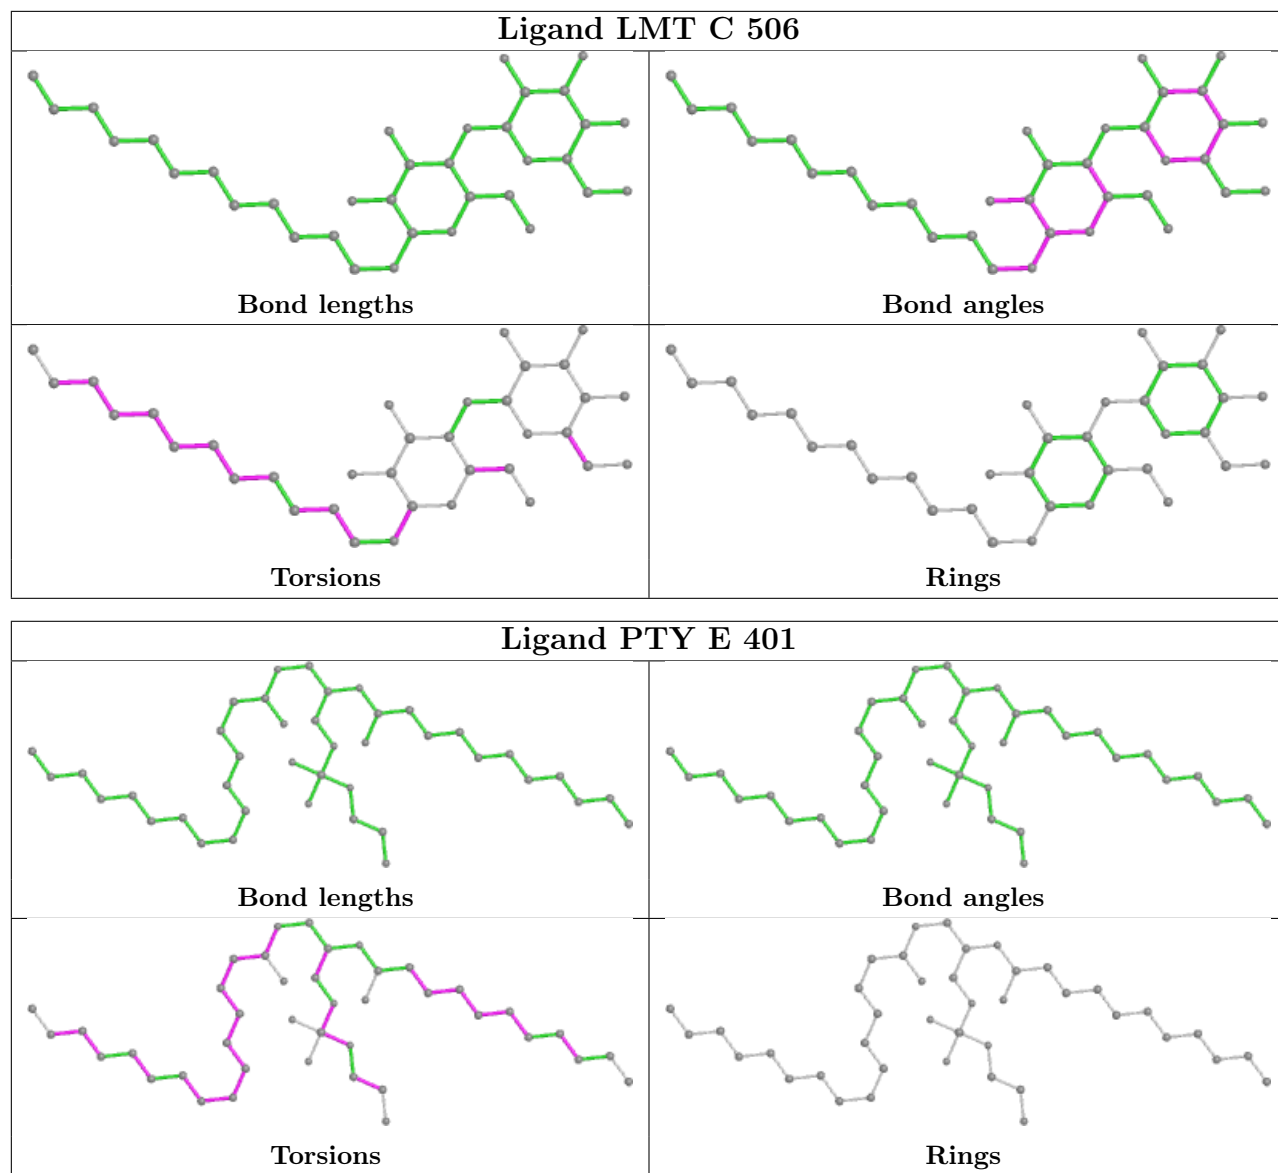 Ligand LMT C 506
Bond lengths
Bond angles
Torsions
Rings
Ligand PTY E 401
Bond lengths
Bond angles
Torsions
Rings